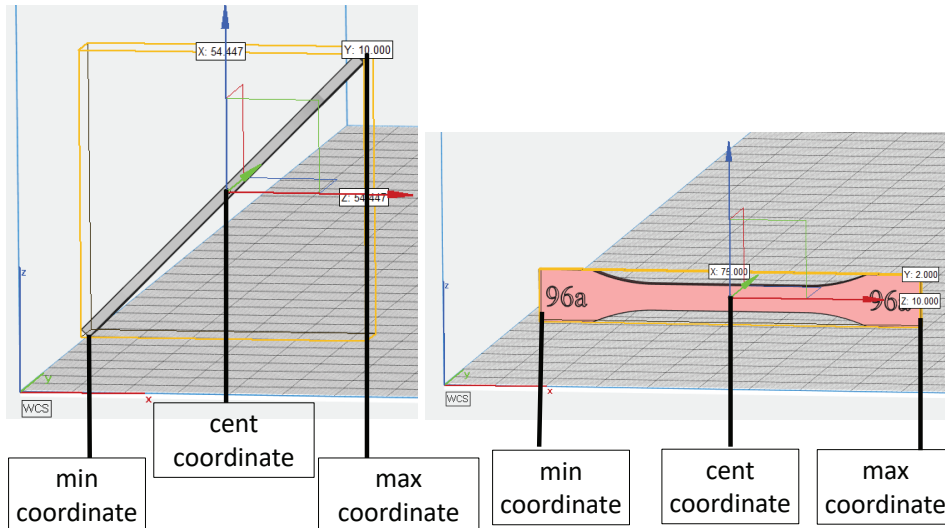 X: 54.447
Y: 10.000
Z: 54.447
z
Y
x
WCS
min
coordinate
cent
coordinate
max
coordinate
X: 75.000
Y: 2.000
Z: 10.000
96a
96a
z
y
x
WCS
min
coordinate
cent
coordinate
max
coordinate